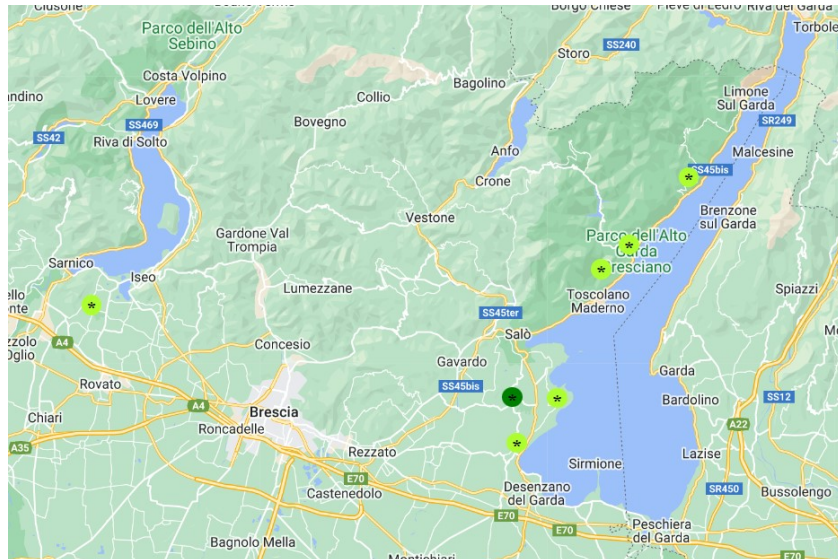 Clusone
Parco dell'Alto
Sebino
Borgo Chiese
Pieve di Ledro
Riva del Garda
Torbole
Storo
SS240
Costa Volpino
Bagolino
Lovere
Collio
Limone
Sul Garda
Bovegno
SS469
SS42
Riva di Solto
SR249
Anfo
Malcesine
Crone
SS45bis
Vestone
Brenzone
sul Garda
Gardone Val
Trompia
Parco dell'Alto
Garda
Bresciano
Sarnico
Iseo
Lumezzane
Toscolano
Maderno
Spiazzi
SS45ter
Salò
A4
Concesio
Gavardo
Garda
Rovato
SS45bis
Bardolino
SS12
Chiari
A4
Brescia
Roncadelle
A22
A35
Rezzato
Lazise
Sirmione
E70
Castenedolo
Desenzano
del Garda
SR450
Bussolengo
E70
Peschiera
del Garda
E70
Bagnolo Mella
Montichiari
E70